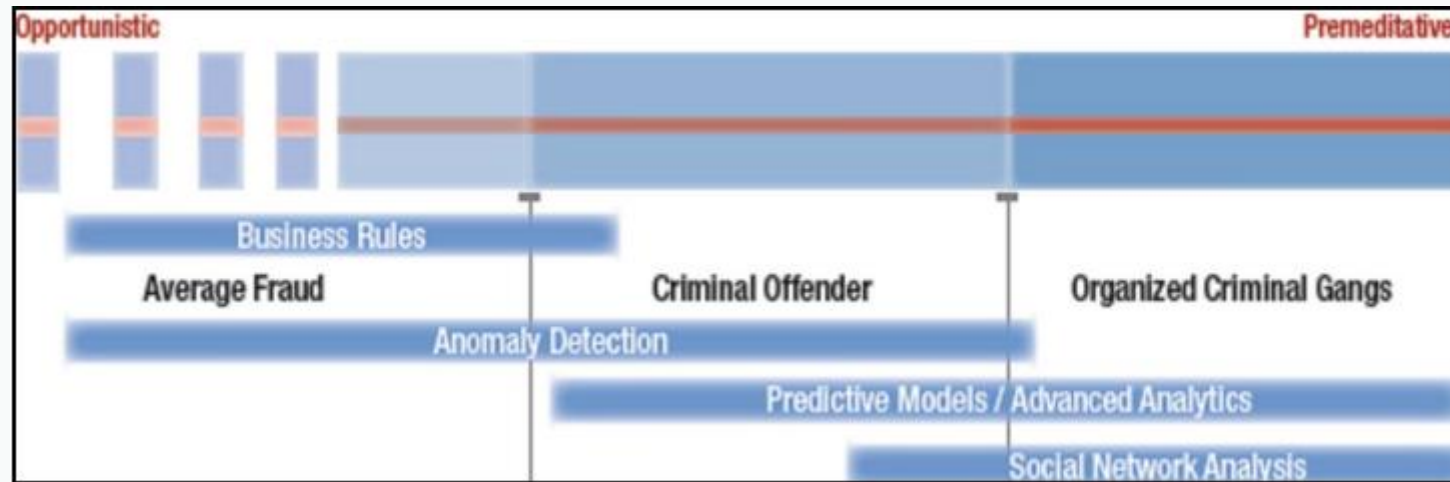 Opportunistic
Premeditative
Business Rules
Average Fraud
Criminal Offender
Organized Criminal Gangs
Anomaly Detection
Predictive Models / Advanced Analytics
Social Network Analysis